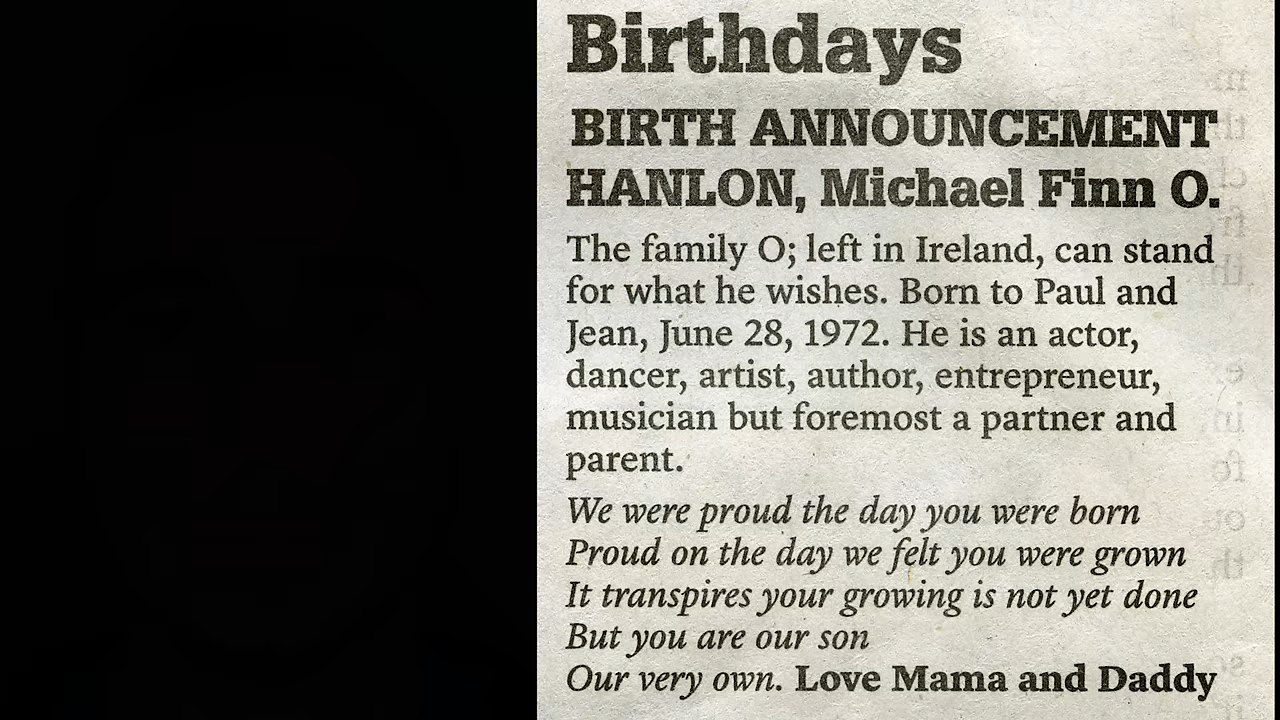 Birthdays
BIRTH ANNOUNCEMENT
HANLON, Michael Finn O.
The family O; left in Ireland, can stand
for what he wishes. Born to Paul and
Jean, June 28, 1972. He is an actor,
dancer, artist, author, entrepreneur,
musician but foremost a partner and
parent.
We were proud the day you were born
Proud on the day we felt you were grown
It transpires your growing is not yet done
But you are our son
Our very own. Love Mama and Daddy